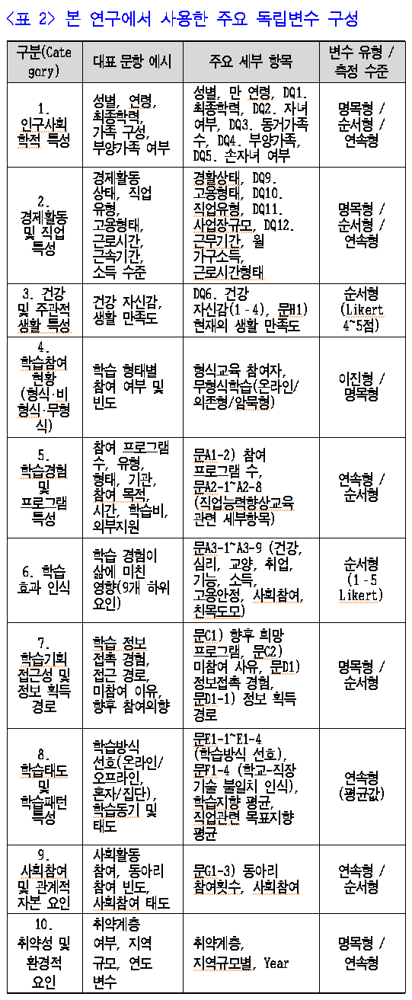 <표 2> 본 연구에서 사용한 주요 독립변수 구성
구분(Cate
gory)
대표 문항 예시
주요 세부 항목
변수 유형 /
측정 수준
1.
인구사회
학적 특성
성별, 연령,
최종학력,
가족 구성,
부양가족 여부
성별, 만 연령, DQ1.
최종학력, DQ2. 자녀
여부, DQ3. 동거가족
수, DQ4. 부양가족,
DQ5. 손자녀 여부
명목형 /
순서형 /
연속형
2.
경제활동
및 직업
특성
경제활동
상태, 직업
유형,
고용형태,
근로시간,
근속기간,
소득 수준
경활상태, DQ9.
고용형태, DQ10.
직업유형, DQ11.
사업장규모, DQ12.
근무기간, 월
가구소득,
근로시간형태
명목형 /
순서형 /
연속형
3. 건강
및 주관적
생활 특성
건강 자신감,
생활 만족도
DQ6. 건강
자신감(1-4), 문H1)
현재의 생활 만족도
순서형
(Likert
4~5점)
4.
학습참여
현황
(형식·비
형식·무형
식)
학습 형태별
참여 여부 및
빈도
형식교육 참여자,
무형식학습(온라인/
의존형/암묵형)
이진형 /
명목형
5.
학습경험
및
프로그램
특성
참여 프로그램
수, 유형,
형태, 기관,
참여 목적,
시간, 학습비,
외부지원
문A1-2) 참여
프로그램 수,
문A2-1~A2-8
(직업능력향상교육
관련 세부항목)
연속형 /
순서형
6. 학습
효과 인식
학습 경험이
삶에 미친
영향(9개 하위
요인)
문A3-1~A3-9 (건강,
심리, 교양, 취업,
기능, 소득,
고용안정, 사회참여,
친목도모)
순서형
(1-5
Likert)
7.
학습기회
접근성 및
정보 획득
경로
학습 정보
접촉 경험,
접근 경로,
미참여 이유,
향후 참여의향
문C1) 향후 희망
프로그램, 문C2)
미참여 사유, 문D1)
정보접촉 경험,
문D1-1) 정보 획득
경로
명목형 /
순서형
8.
학습태도
및
학습패턴
특성
학습방식
선호(온라인/
오프라인,
혼자/집단),
학습동기 및
태도
문E1-1~E1-4
(학습방식 선호),
문F1-4 (학교-직장
기술 불일치 인식),
학습지향 평균,
직업관련 목표지향
평균
연속형
(평균값)
9.
사회참여
및 관계적
자본 요인
사회활동
참여, 동아리
참여 빈도,
사회참여 태도
문G1-3) 동아리
참여횟수, 사회참여
연속형 /
순서형
10.
취약성 및
환경적
요인
취약계층
여부, 지역
규모, 연도
변수
취약계층,
지역규모별, Year
명목형 /
연속형